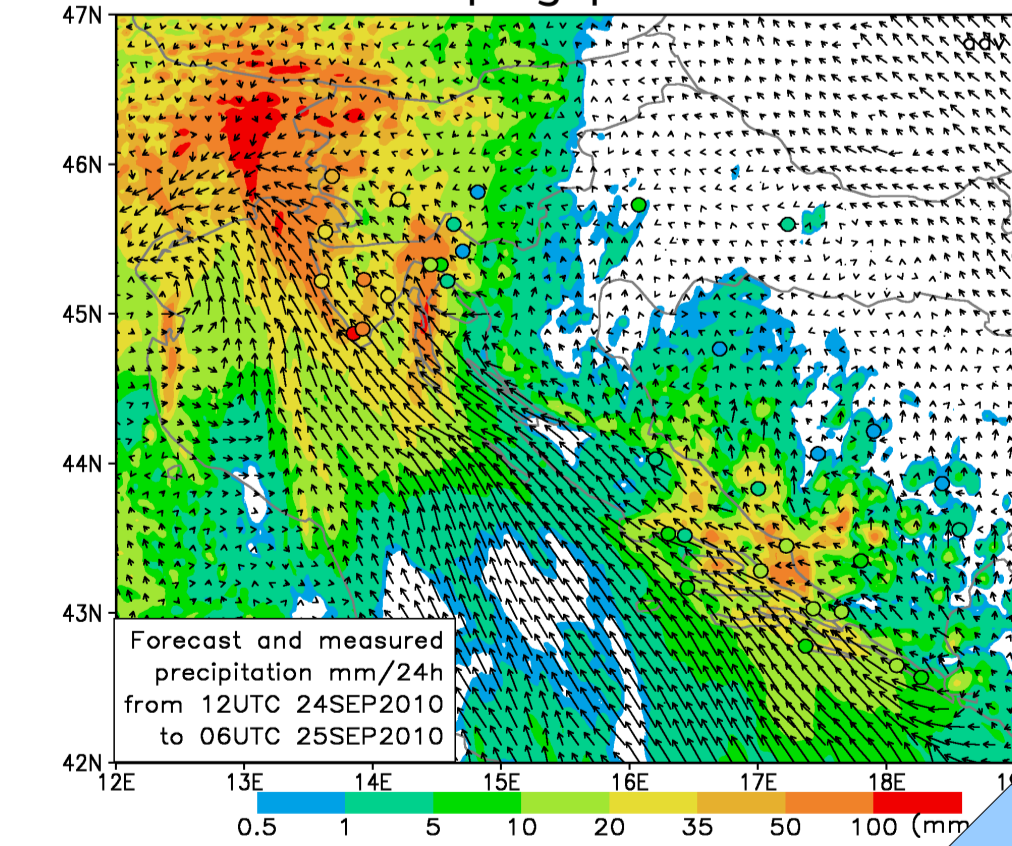 47N
46N
45N
44N
43N
42N
Forecast and measured
precipitation mm/24h
from 12UTC 24SEP2010
to 06UTC 25SEP2010
12E 13E 14E 15E 16E 17E 18E
0.5 1 5 10 20 35 50 100 (mm